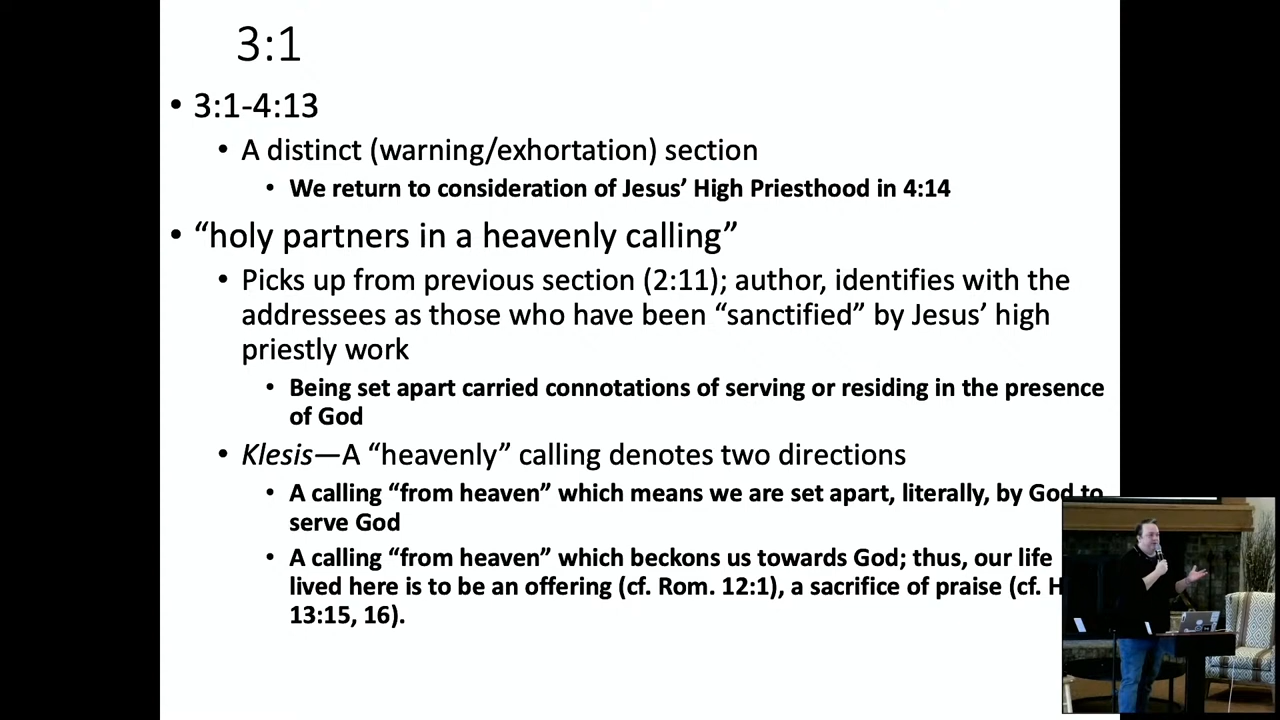 3:1
• 3:1-4:13
• A distinct (warning/exhortation) section
• We return to consideration of Jesus’ High Priesthood in 4:14
• “holy partners in a heavenly calling”
• Picks up from previous section (2:11); author, identifies with the
addressees as those who have been “sanctified” by Jesus’ high
priestly work
• Being set apart carried connotations of serving or residing in the presence
of God
• Klesis—A “heavenly” calling denotes two directions
• A calling “from heaven” which means we are set apart, literally, by God to
serve God
• A calling “from heaven” which beckons us towards God; thus, our life
lived here is to be an offering (cf. Rom. 12:1), a sacrifice of praise (cf. H
13:15, 16).